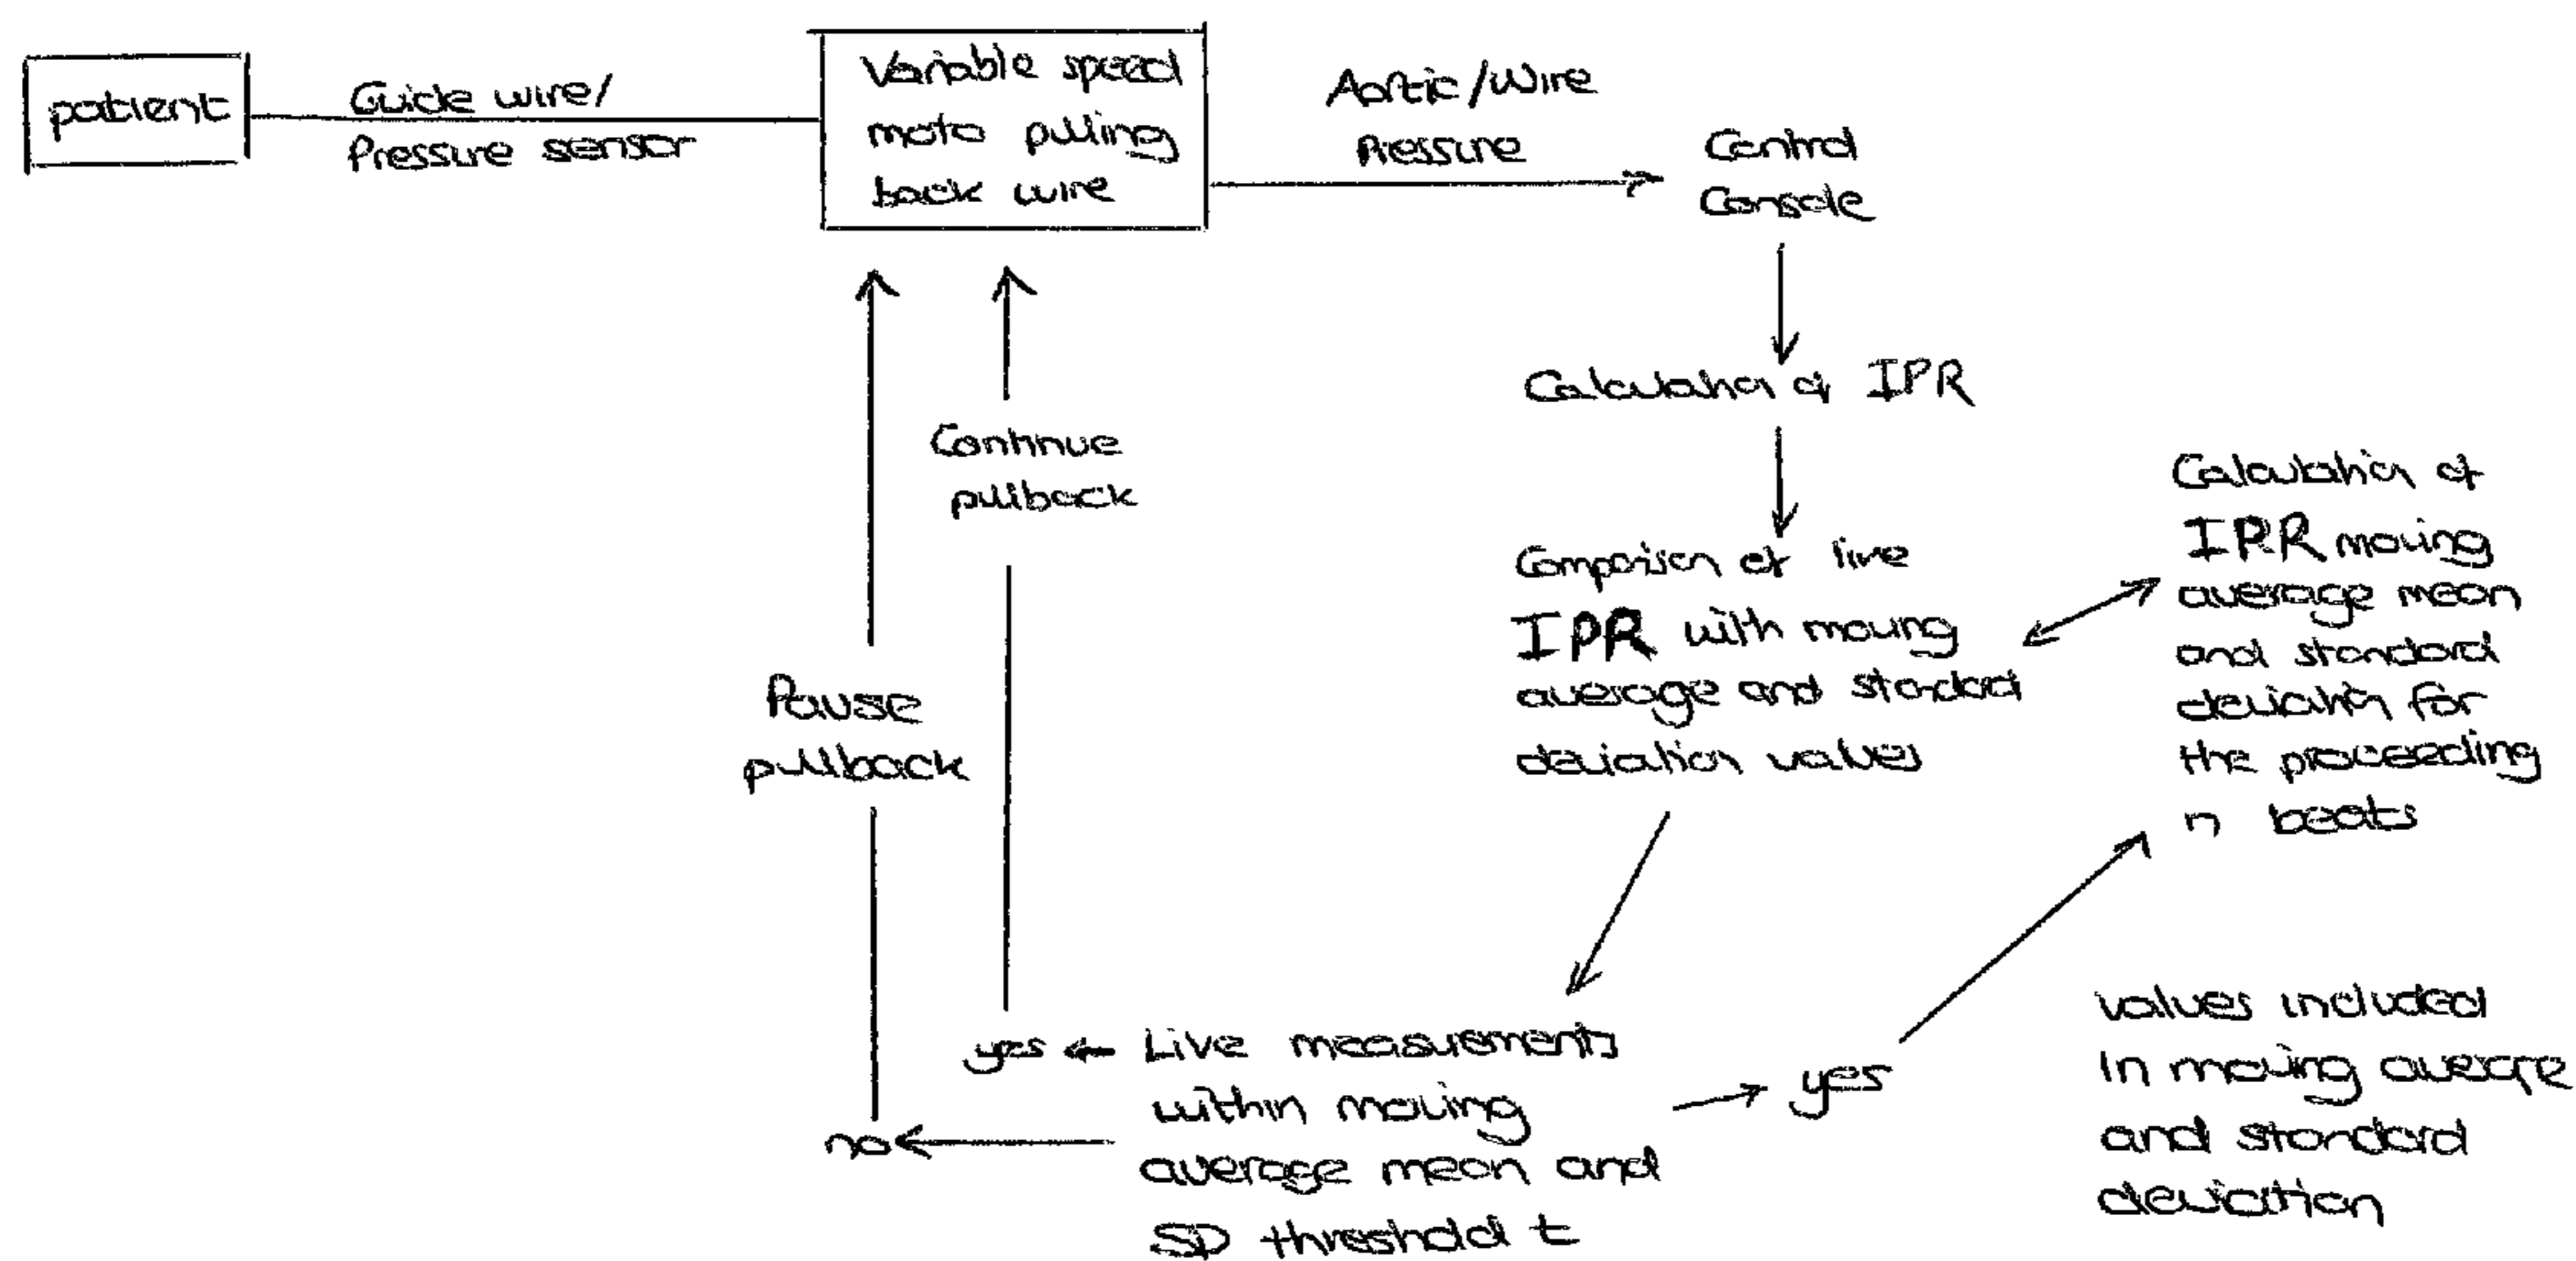 patient
Guide wire/
Pressure sensor
Variable speed
moto pulling
back wire
Aortic/Wire
Pressure
Control
Console
Calculation of IPR
Continue
pullback
Comparison of live
IPR with moving
average and standard
deviation values
Calculation of
IPR moving
average mean
and standard
deviation for
the proceeding
n beats
Pause
pullback
yes
Live measurments
within moving
average mean and
SD threshold t
no
yes
values included
In moving average
and standard
deviation